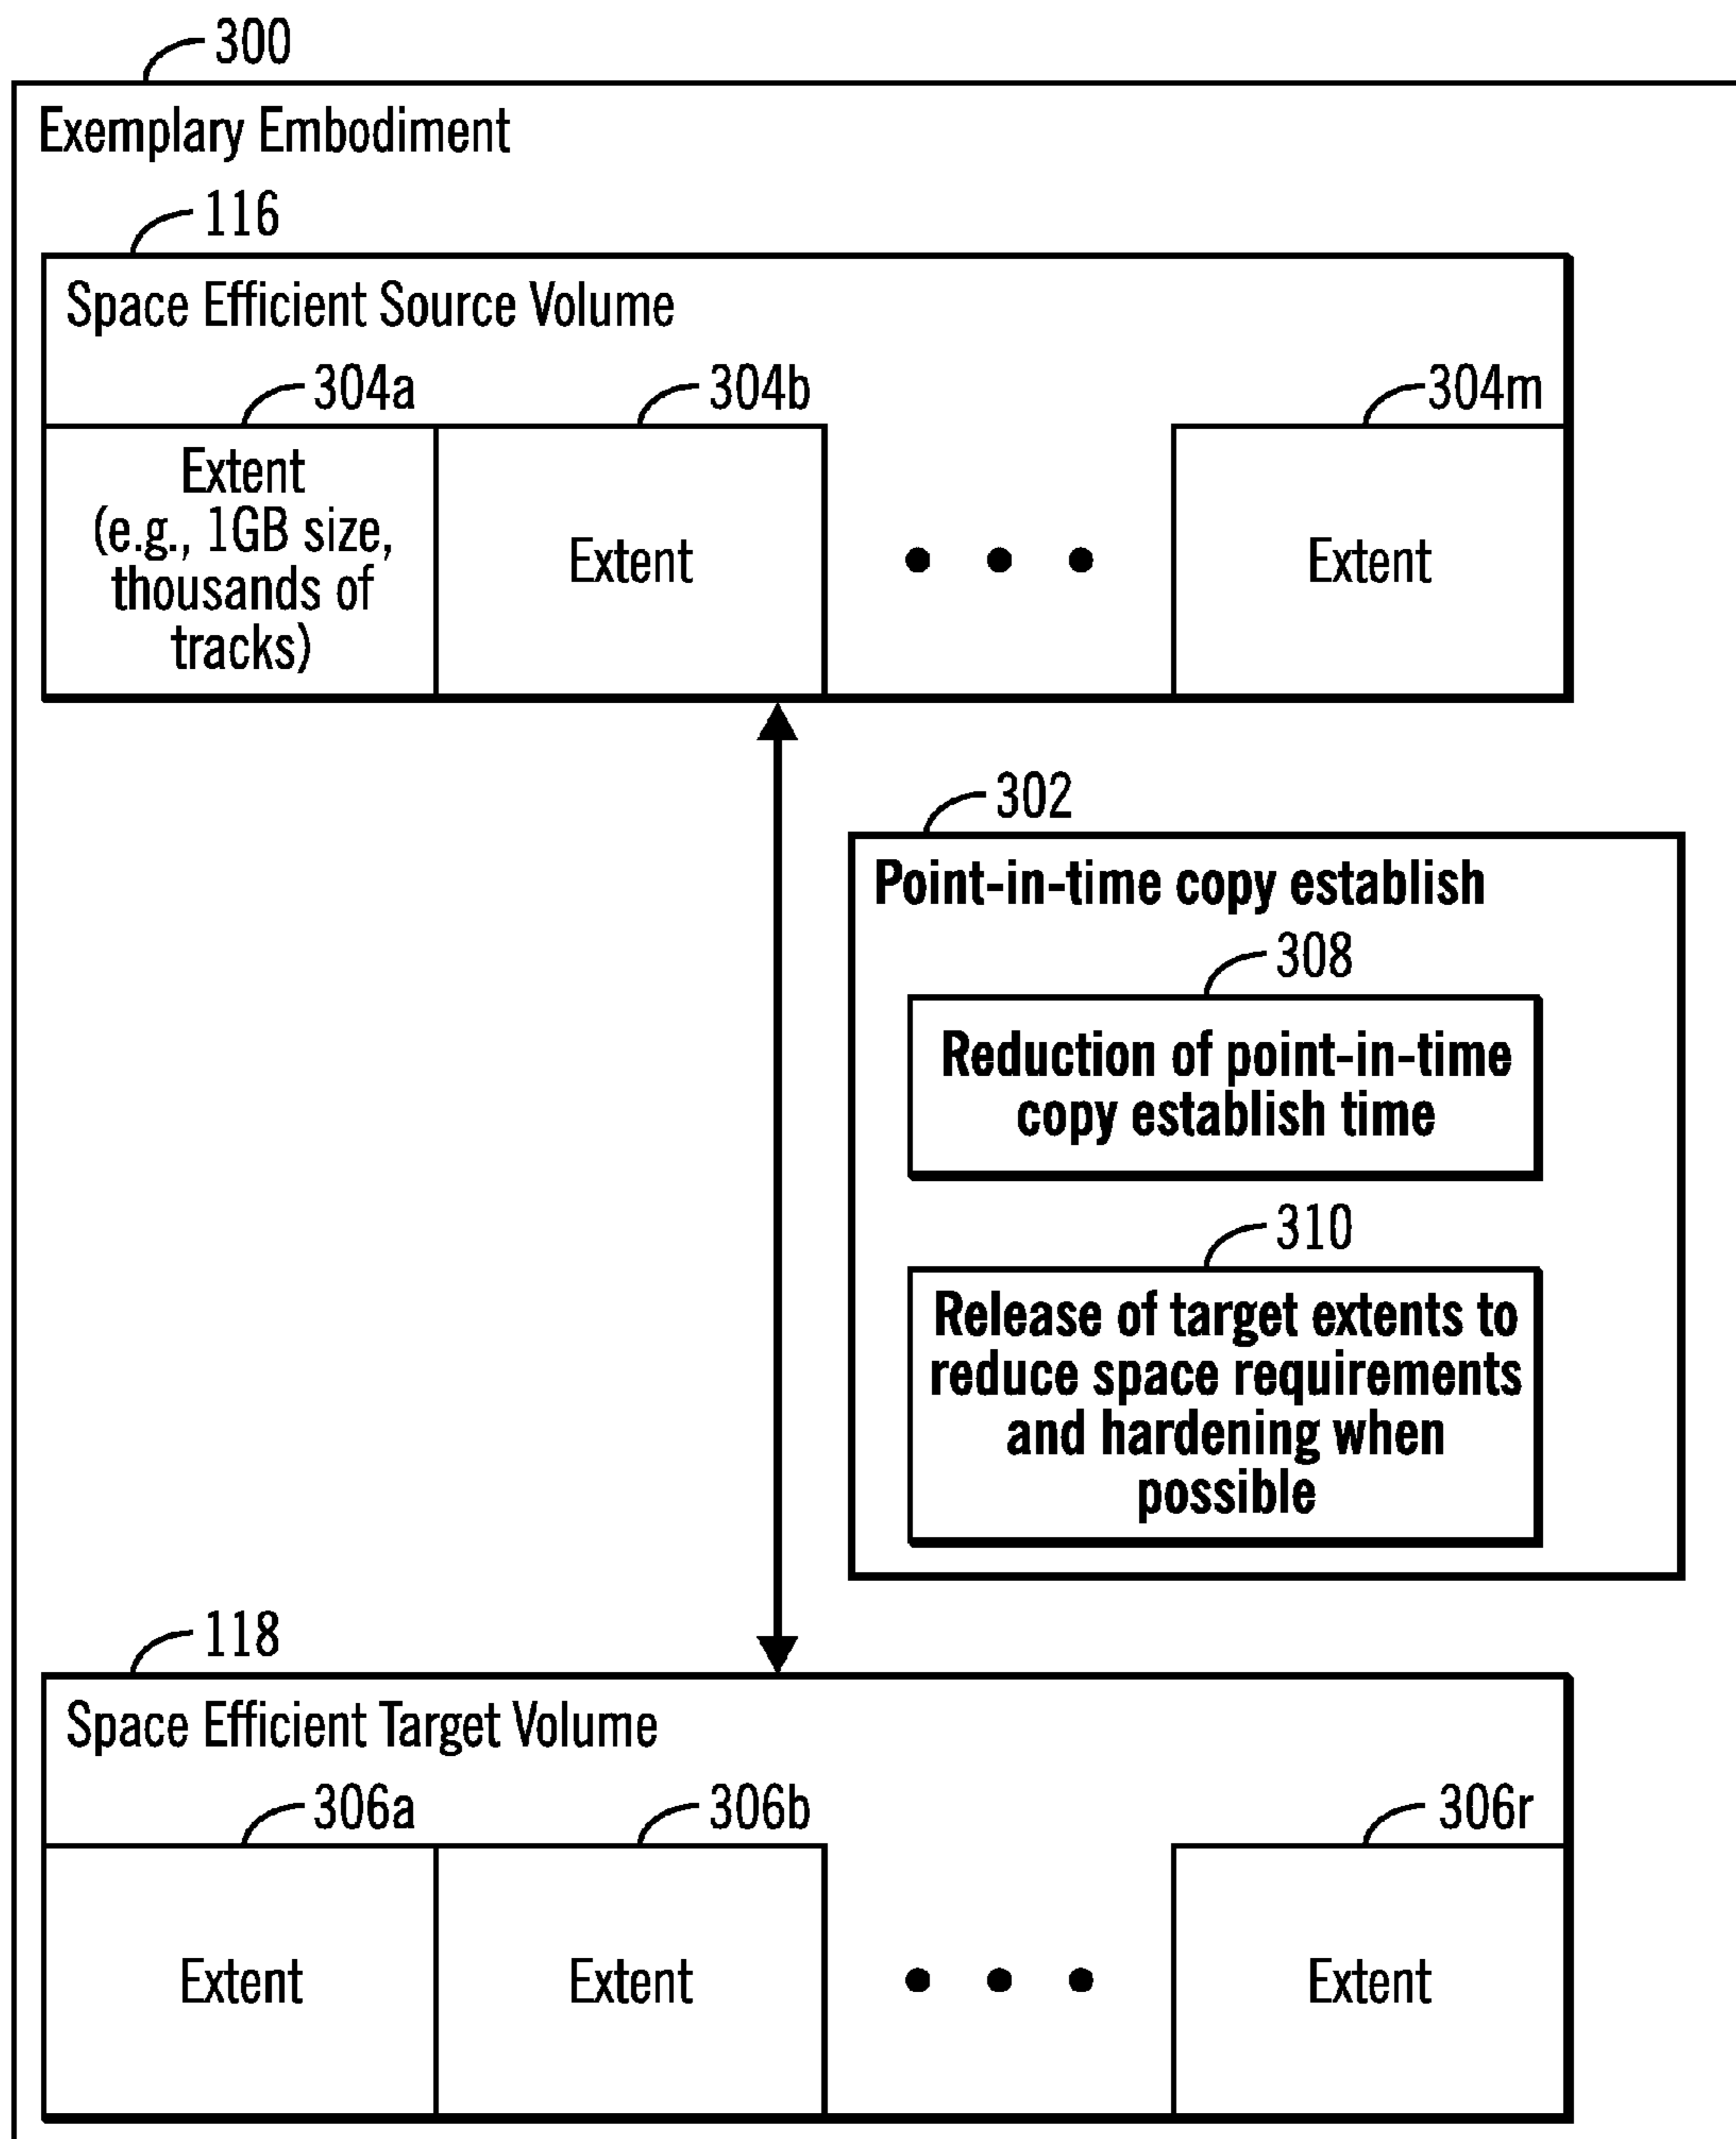 300
Exemplary Embodiment
116
Space Efficient Source Volume
304a
304b
304m
Extent
(e.g., 1GB size,
thousands of
tracks)
Extent
Extent
302
Point-in-time copy establish
308
Reduction of point-in-time
copy establish time
310
Release of target extents to
reduce space requirements
and hardening when
possible
118
Space Efficient Target Volume
306a
306b
306r
Extent
Extent
Extent